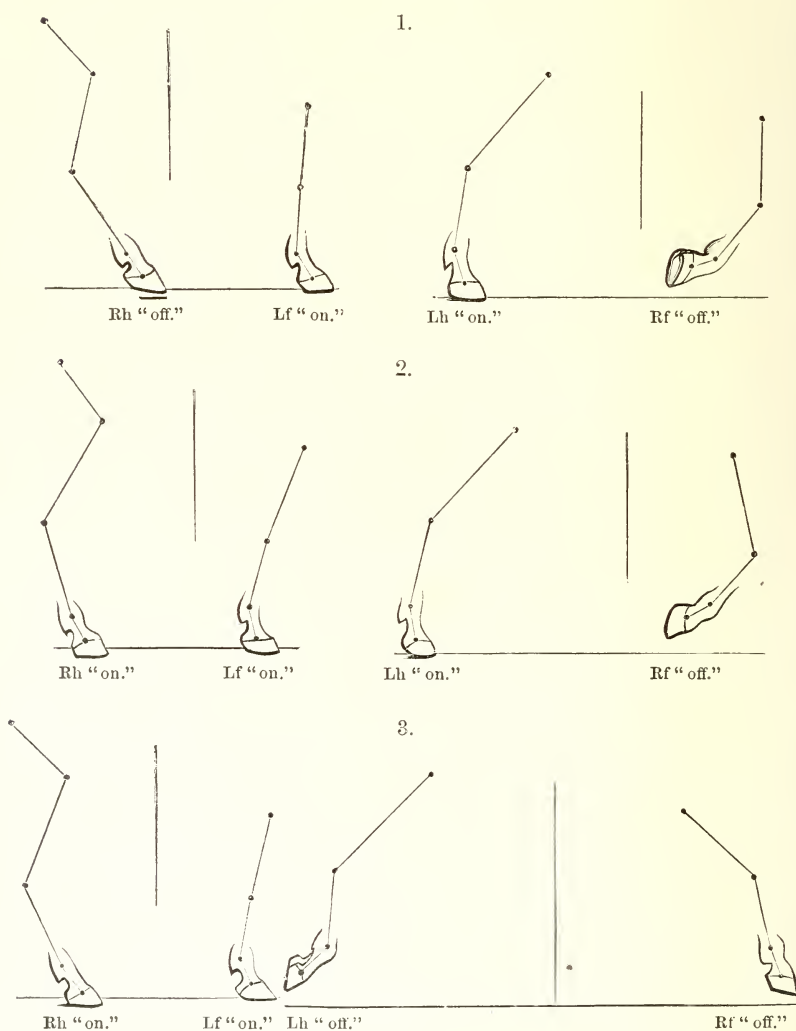 1.
Rh “off.” Lf “on.” Lh “on.” Rf “off.”
2.
Rh “on.” Lf “on.” Lh “on.” Rf “off.”
3.
Rh “on.” Lf “on.” Lh “off.” Rf “off.”